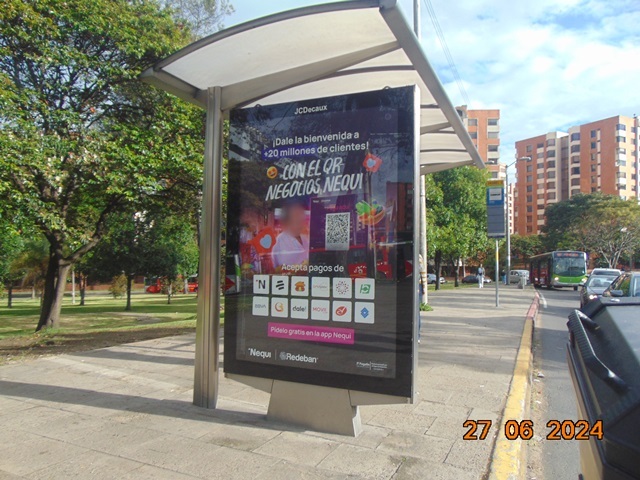 JCDecaux
¡Dale la bienvenida a
+20 millones de clientes!
CON EL QR
NEGOCIOS NEQUI
Acepta pagos de
N
dale!
Pídelo gratis en la app Nequi
Nequi
Redeban
27 06 2024